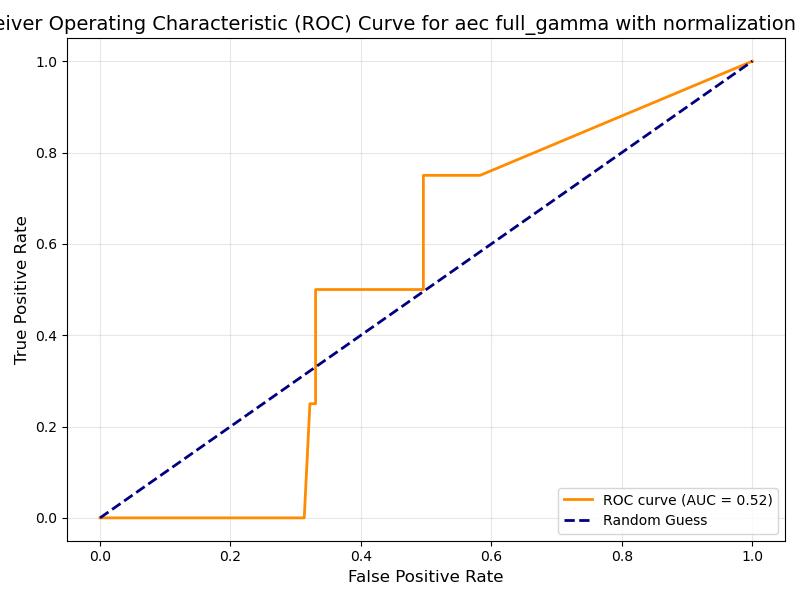 eiver Operating Characteristic (ROC) Curve for aec full_gamma with normalization
1.0
0.8
0.6
0.4
0.2
0.0
True Positive Rate
0.0 0.2 0.4 0.6 0.8 1.0
False Positive Rate
ROC curve (AUC = 0.52)
Random Guess